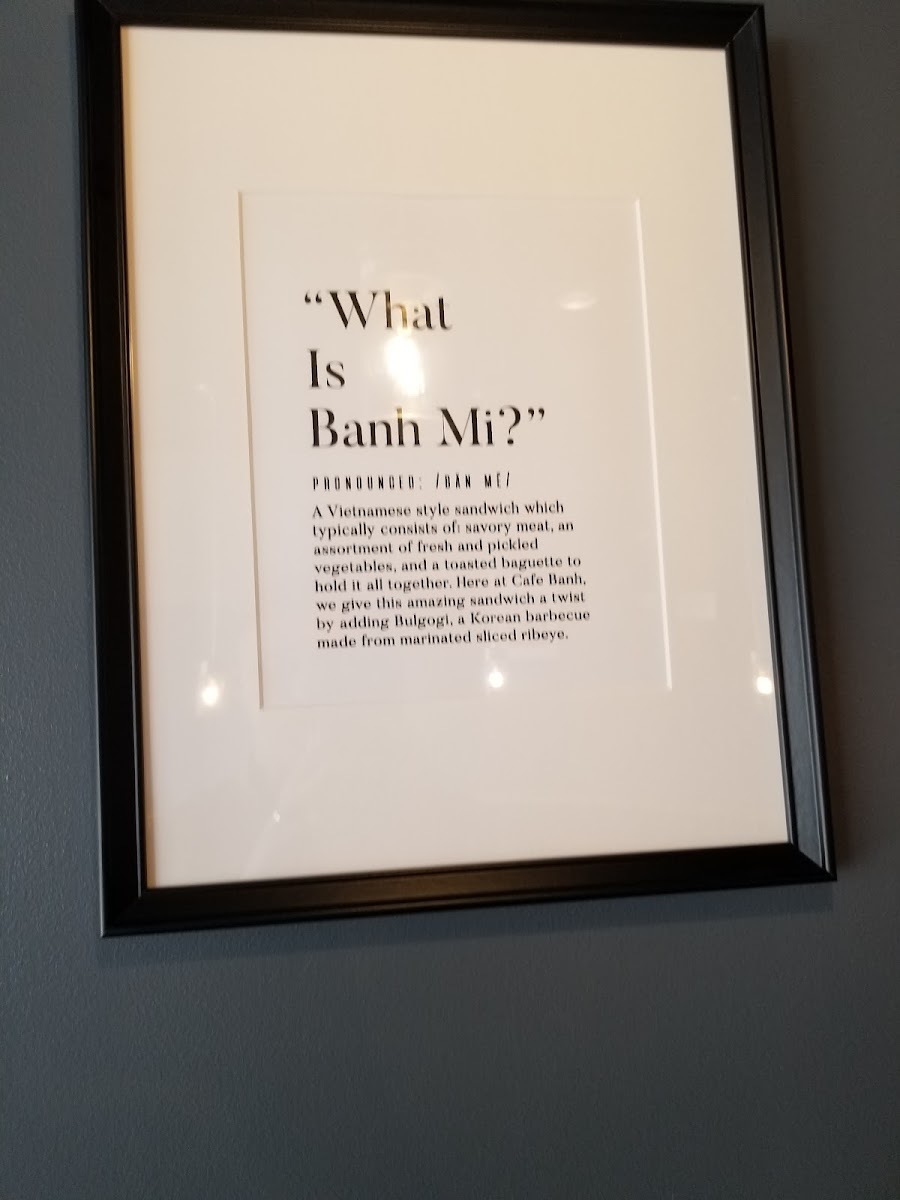 “What
Is
Banh Mi?”
PRONOUNCED: /BÄN MĒ/
A Vietnamese style sandwich which
typically consists of: savory meat, an
assortment of fresh and pickled
vegetables, and a toasted baguette to
hold it all together. Here at Cafe Banh,
we give this amazing sandwich a twist
by adding Bulgogi, a Korean barbecue
made from marinated sliced ribeye.